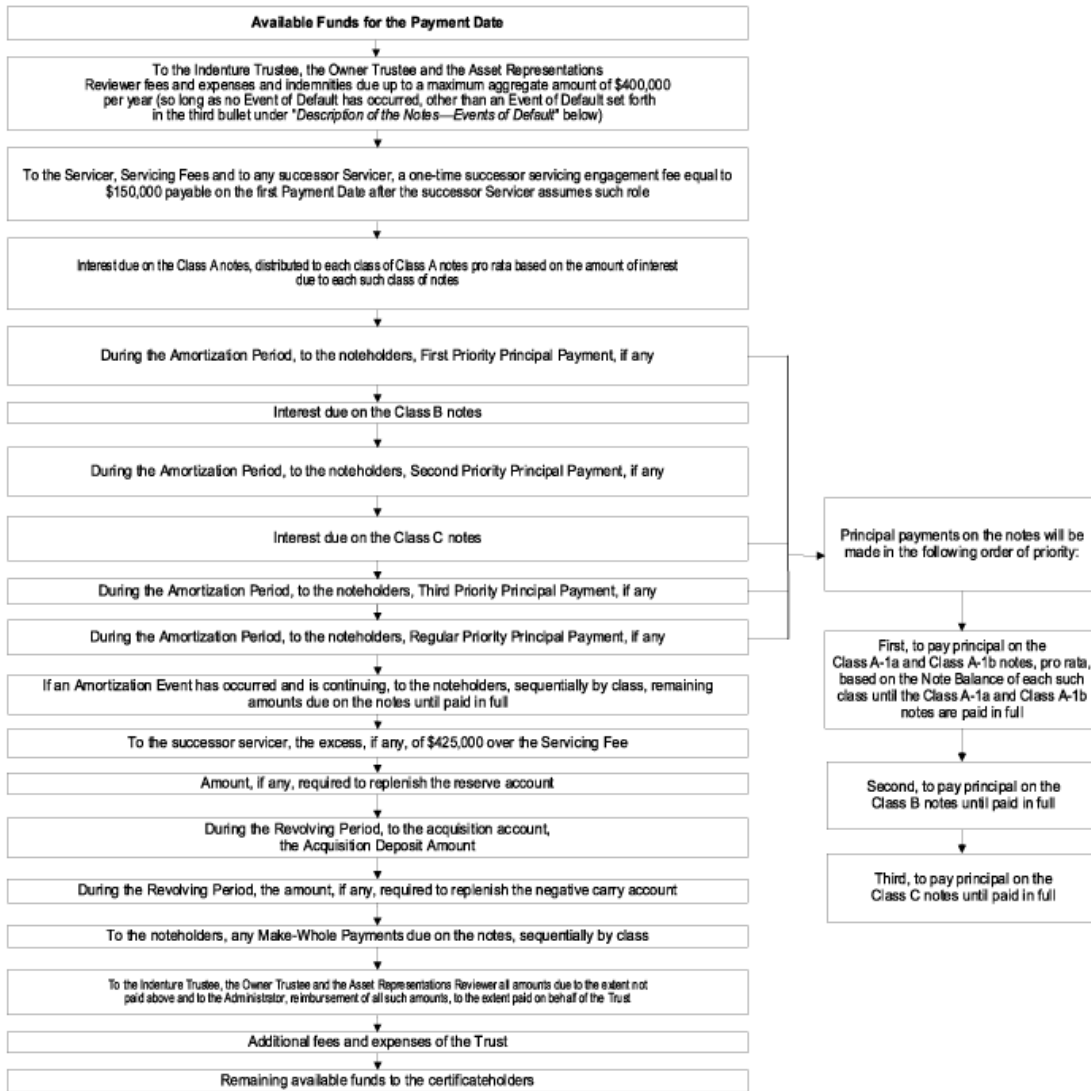 Available Funds for the Payment Date
To the Indenture Trustee, the Owner Trustee and the Asset Representations
Reviewer fees and expenses and indemnities due up to a maximum aggregate amount of $400,000
per year (so long as no Event of Default has occurred, other than an Event of Default set forth
in the third bullet under "Description of the Notes—Events of Default" below)
To the Servicer, Servicing Fees and to any successor Servicer, a one-time successor servicing engagement fee equal to
$150,000 payable on the first Payment Date after the successor Servicer assumes such role
Interest due on the Class A notes, distributed to each class of Class A notes pro rata based on the amount of interest
due to each such class of notes
During the Amortization Period, to the noteholders, First Priority Principal Payment, if any
Interest due on the Class B notes
During the Amortization Period, to the noteholders, Second Priority Principal Payment, if any
Interest due on the Class C notes
During the Amortization Period, to the noteholders, Third Priority Principal Payment, if any
During the Amortization Period, to the noteholders, Regular Priority Principal Payment, if any
If an Amortization Event has occurred and is continuing, to the noteholders, sequentially by class, remaining
amounts due on the notes until paid in full
To the successor servicer, the excess, if any, of $425,000 over the Servicing Fee
Amount, if any, required to replenish the reserve account
During the Revolving Period, to the acquisition account,
the Acquisition Deposit Amount
During the Revolving Period, the amount, if any, required to replenish the negative carry account
To the noteholders, any Make-Whole Payments due on the notes, sequentially by class
To the Indenture Trustee, the Owner Trustee and the Asset Representations Reviewer all amounts due to the extent not
paid above and to the Administrator, reimbursement of all such amounts, to the extent paid on behalf of the Trust
Additional fees and expenses of the Trust
Remaining available funds to the certificateholders
Principal payments on the notes will be
made in the following order of priority:
First, to pay principal on the
Class A-1a and Class A-1b notes, pro rata,
based on the Note Balance of each such
class until the Class A-1a and Class A-1b
notes are paid in full
Second, to pay principal on the
Class B notes until paid in full
Third, to pay principal on the
Class C notes until paid in full